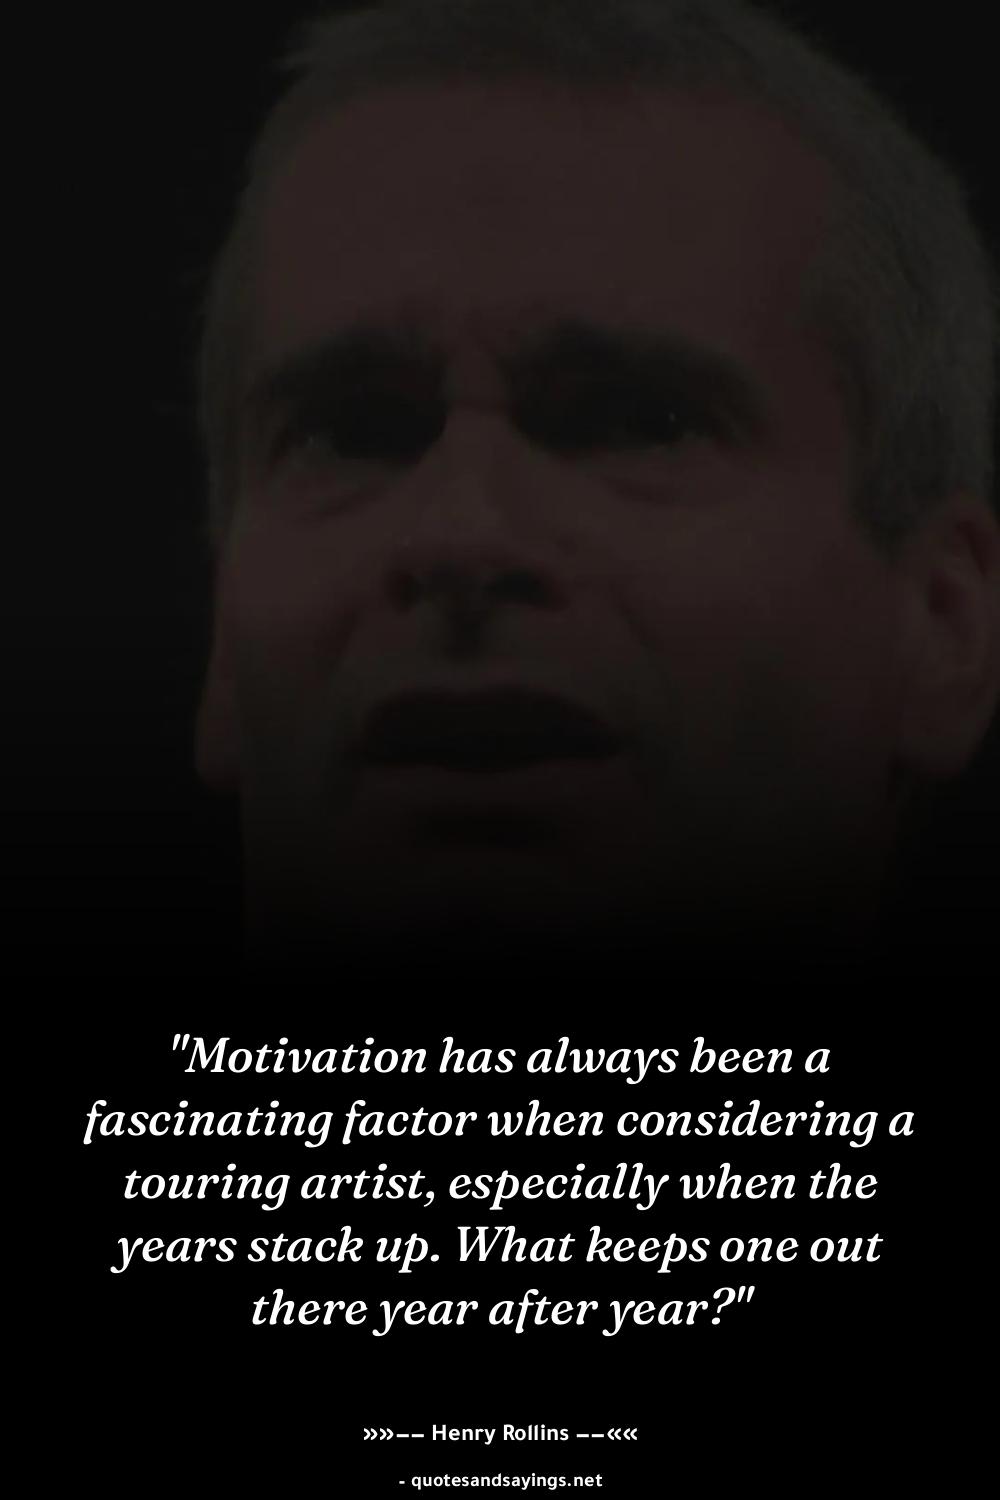 "Motivation has always been a
fascinating factor when considering a
touring artist, especially when the
years stack up. What keeps one out
there year after year?"
»»−− Henry Rollins −−««
- quotesandsayings.net